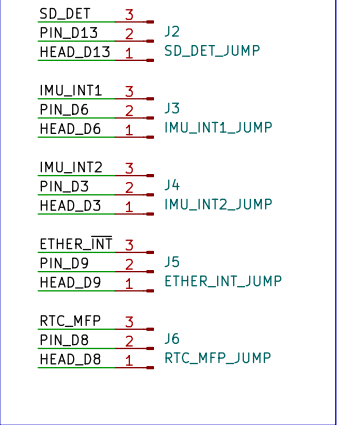 SD_DET 3
PIN_D13 2 J2
HEAD_D13 1 SD_DET_JUMP
IMU_INT1 3
PIN_D6 2 J3
HEAD_D6 1 IMU_INT1_JUMP
IMU_INT2 3
PIN_D3 2 J4
HEAD_D3 1 IMU_INT2_JUMP
ETHER_I̅N̅T̅ 3
PIN_D9 2 J5
HEAD_D9 1 ETHER_INT_JUMP
RTC_MFP 3
PIN_D8 2 J6
HEAD_D8 1 RTC_MFP_JUMP